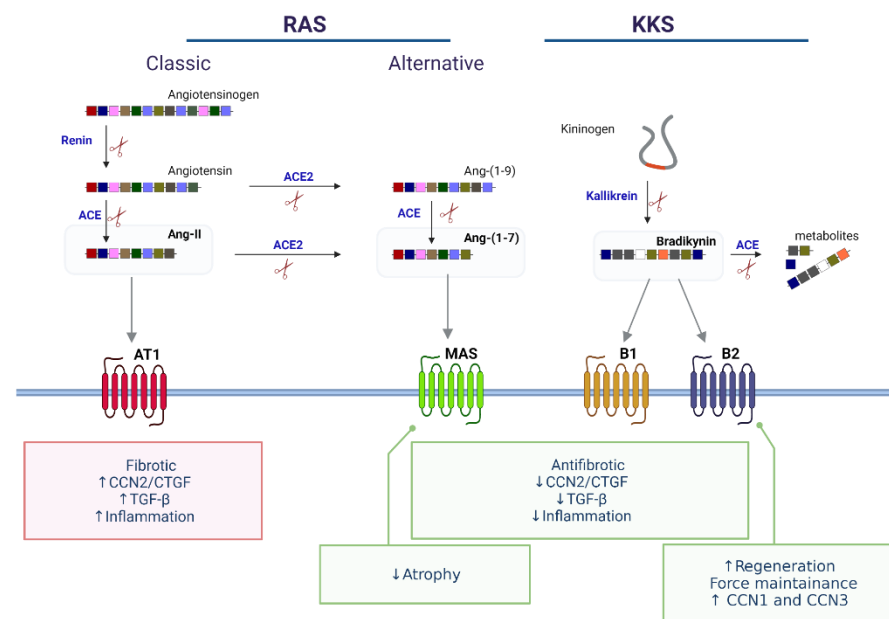 RAS
KKS
Classic
Alternative
Angiotensinogen
Renin
Angiotensin
ACE2
Ang-(1-9)
ACE
Ang-II
ACE2
ACE
Ang-(1-7)
Kininogen
Kallikrein
Bradikynin
ACE
metabolites
AT1
MAS
B1
B2
Fibrotic
↑CCN2/CTGF
↑TGF-β
↑Inflammation
Antifibrotic
↓CCN2/CTGF
↓TGF-β
↓Inflammation
↓Atrophy
↑Regeneration
Force maintainance
↑ CCN1 and CCN3